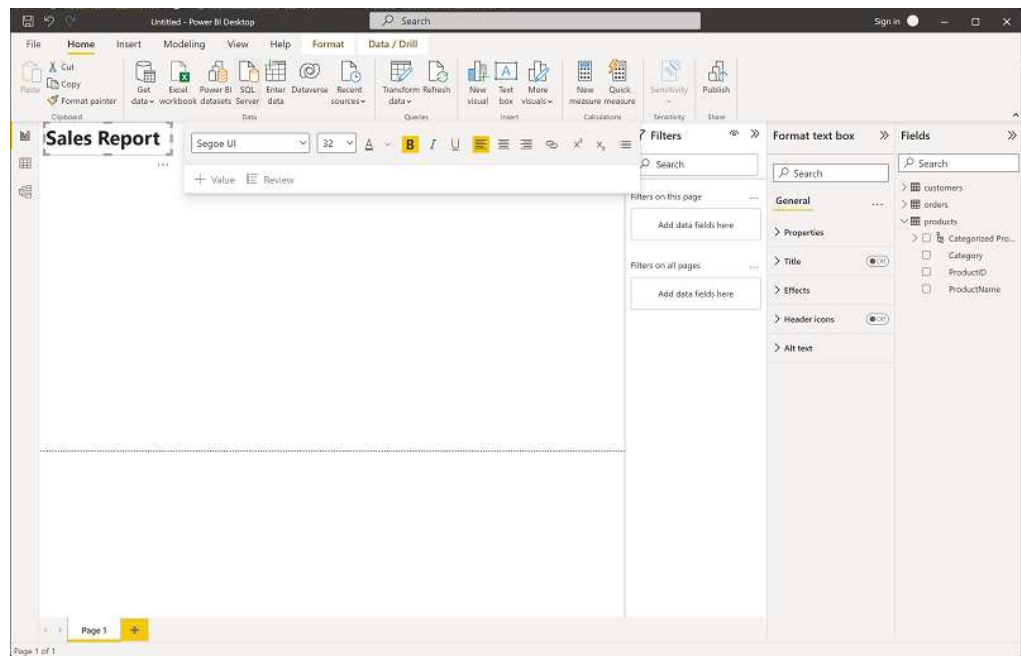 Untitled - Power BI Desktop
Search
Sign in
File Home Insert Modeling View Help Format Data / Drill
Paste
Cut
Copy
Format painter
Clipboard
Get data
Excel workbook
Power BI datasets
SQL Server
Enter data
Dataverse
Recent sources
Data
Transform data
Refresh
Queries
New visual
Text box
More visuals
Insert
New measure
Quick measure
Calculations
Sensitivity
Sensitivity
Publish
Share
Sales Report
Segoe UI
32
A
B I U
x²
Value
Review
Filters
Search
Filters on this page
Add data fields here
Filters on all pages
Add data fields here
Format text box
Search
General
Properties
Title
Off
Effects
Header icons
Off
Alt text
Fields
Search
customers
orders
products
Categorized Pro...
Category
ProductID
ProductName
Page 1
Page 1 of 1